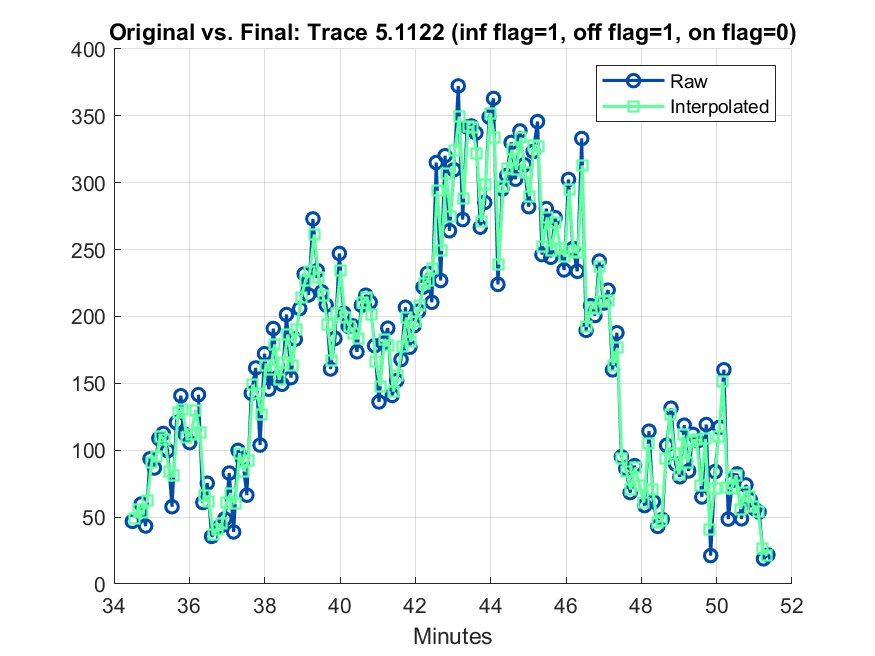 Original vs. Final: Trace 5.1122 (inf flag=1, off flag=1, on flag=0)
Raw
Interpolated
400
350
300
250
200
150
100
50
0
34 36 38 40 42 44 46 48 50 52
Minutes